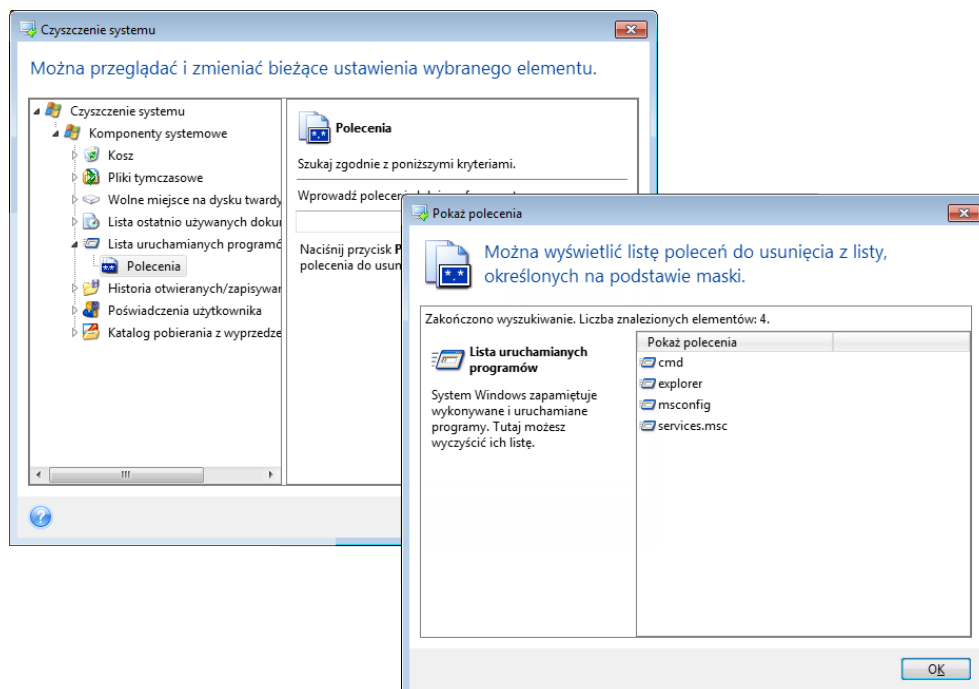 Czyszczenie systemu
Można przeglądać i zmieniać bieżące ustawienia wybranego elementu.
Czyszczenie systemu
Komponenty systemowe
Kosz
Pliki tymczasowe
Wolne miejsce na dysku twardy
Lista ostatnio używanych doku
Lista uruchamianych programó
Polecenia
Historia otwieranych/zapisywar
Poświadczenia użytkownika
Katalog pobierania z wyprzedze
Polecenia
Szukaj zgodnie z poniższymi kryteriami.
Wprowadź
Naciśnij przycisk P
polecenia do usun
Pokaż polecenia
Można wyświetlić listę poleceń do usunięcia z listy,
określonych na podstawie maski.
Zakończono wyszukiwanie. Liczba znalezionych elementów: 4.
Lista uruchamianych
programów
System Windows zapamiętuje
wykonywane i uruchamiane
programy. Tutaj możesz
wyczyścić ich listę.
Pokaż polecenia
cmd
explorer
msconfig
services.msc
OK